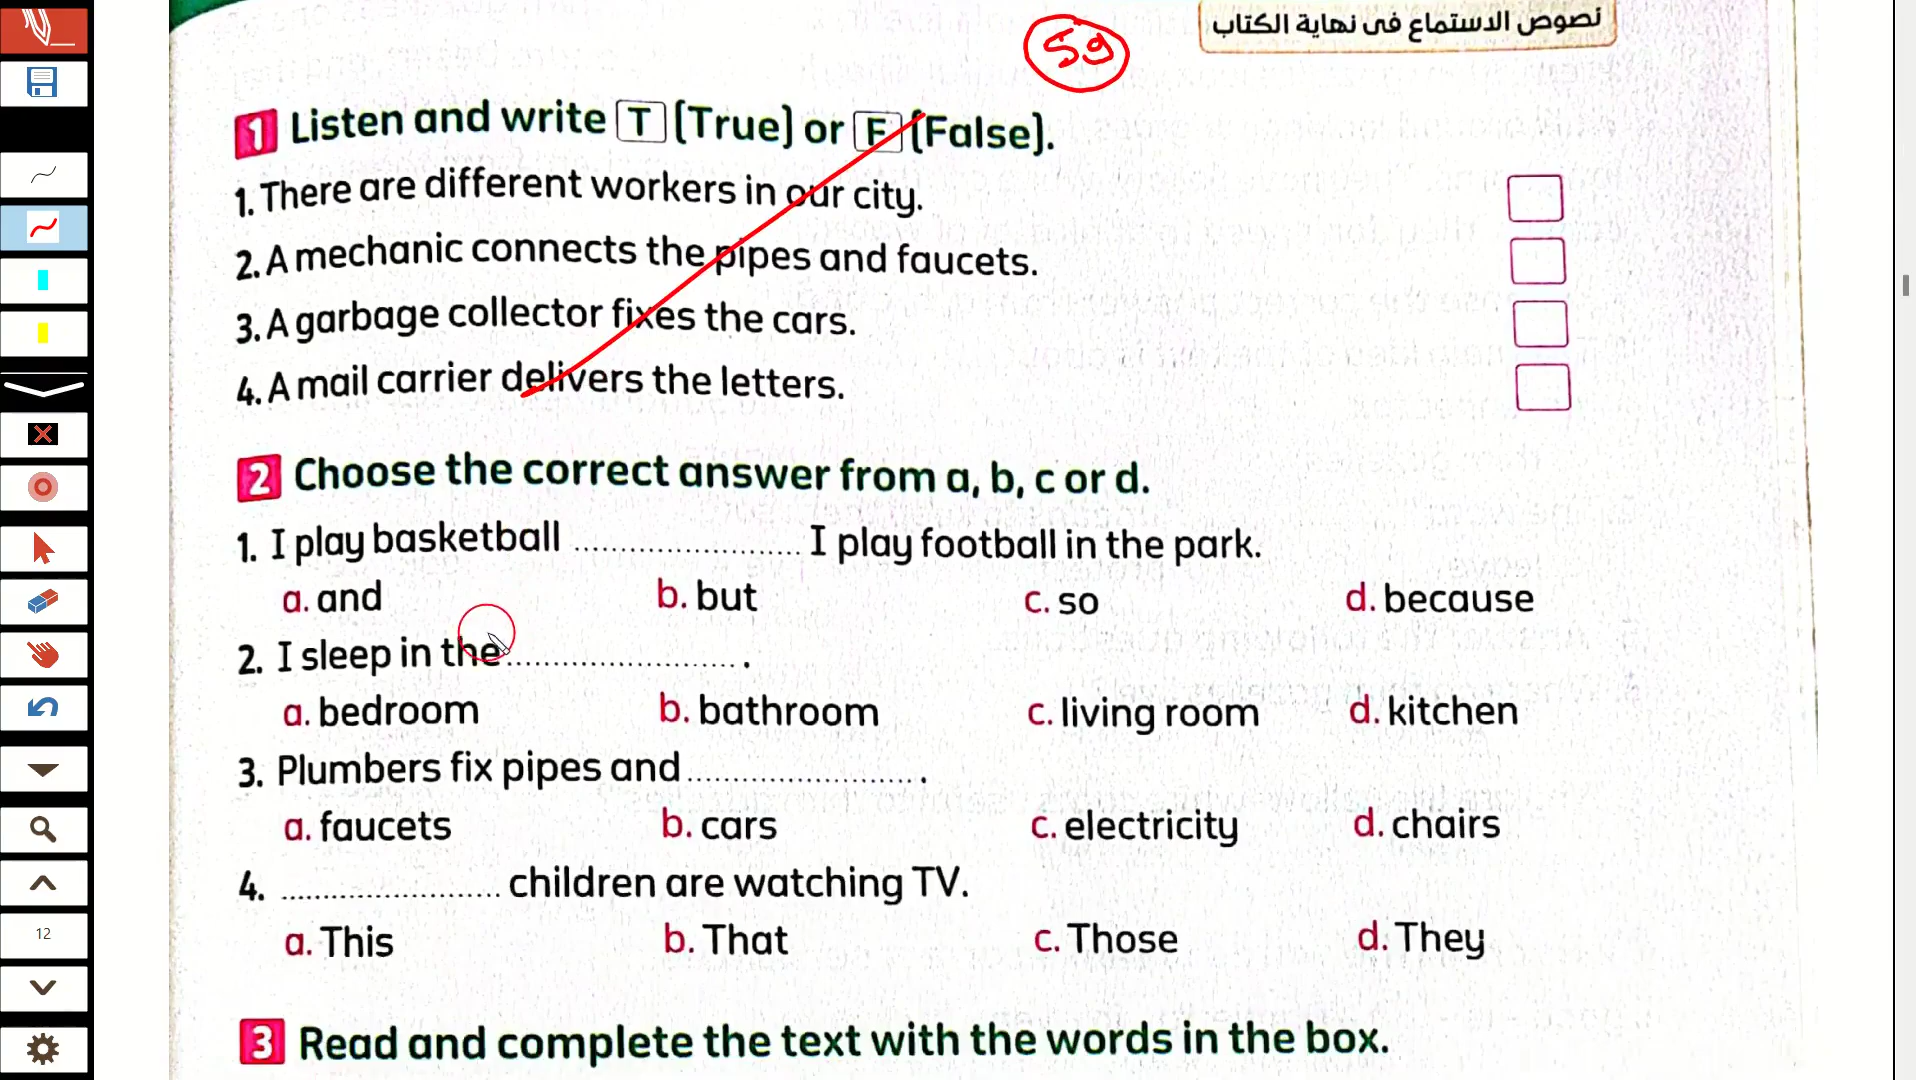 59
نصوص الاستماع فى نهاية الكتاب
1 Listen and write T (True) or F (False).
1. There are different workers in our city.
2. A mechanic connects the pipes and faucets.
3. A garbage collector fixes the cars.
4. A mail carrier delivers the letters.
2 Choose the correct answer from a, b, c or d.
1. I play basketball ........................ I play football in the park.
a. and b. but c. so d. because
2. I sleep in the ........................ .
a. bedroom b. bathroom c. living room d. kitchen
3. Plumbers fix pipes and ........................ .
a. faucets b. cars c. electricity d. chairs
4. ........................ children are watching TV.
a. This b. That c. Those d. They
12
3 Read and complete the text with the words in the box.